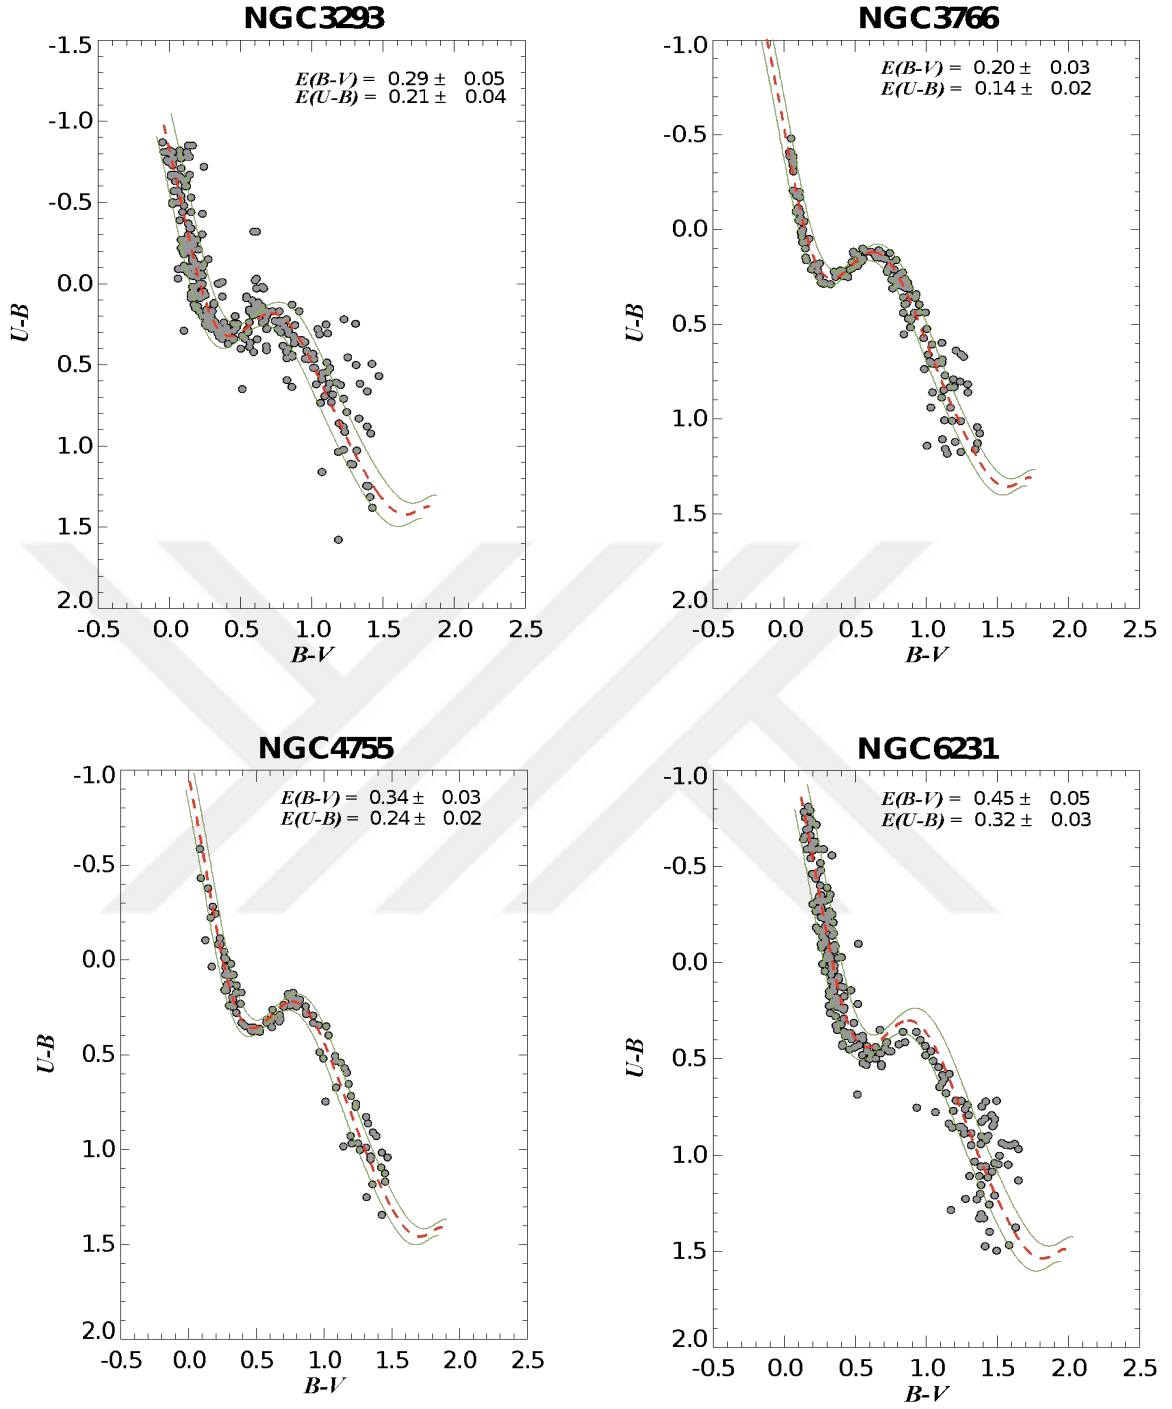 NGC3293
E(B-V) = 0.29 ± 0.05
E(U-B) = 0.21 ± 0.04
-1.5
-1.0
-0.5
0.0
0.5
1.0
1.5
2.0
U-B
-0.5 0.0 0.5 1.0 1.5 2.0 2.5
B-V
NGC3766
E(B-V) = 0.20 ± 0.03
E(U-B) = 0.14 ± 0.02
-1.0
-0.5
0.0
0.5
1.0
1.5
2.0
U-B
-0.5 0.0 0.5 1.0 1.5 2.0 2.5
B-V
NGC4755
E(B-V) = 0.34 ± 0.03
E(U-B) = 0.24 ± 0.02
-1.0
-0.5
0.0
0.5
1.0
1.5
2.0
U-B
-0.5 0.0 0.5 1.0 1.5 2.0 2.5
B-V
NGC6231
E(B-V) = 0.45 ± 0.05
E(U-B) = 0.32 ± 0.03
-1.0
-0.5
0.0
0.5
1.0
1.5
2.0
U-B
-0.5 0.0 0.5 1.0 1.5 2.0 2.5
B-V